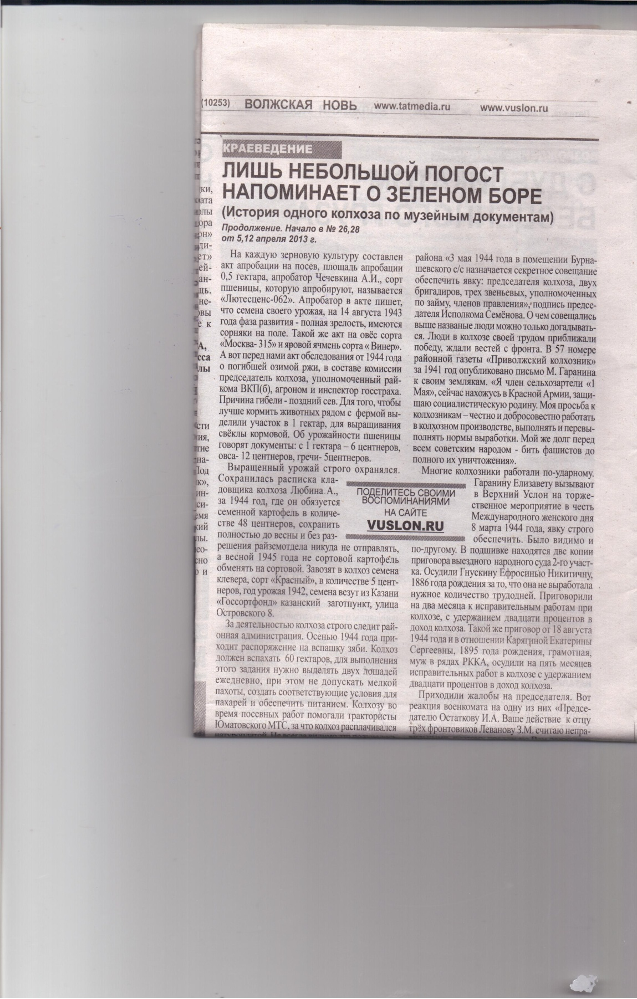 (10253) ВОЛЖСКАЯ НОВЬ www.tatmedia.ru www.vuslon.ru
КРАЕВЕДЕНИЕ
ЛИШЬ НЕБОЛЬШОЙ ПОГОСТ
НАПОМИНАЕТ О ЗЕЛЕНОМ БОРЕ
(История одного колхоза по музейным документам)
Продолжение. Начало в № 26,28
от 5,12 апреля 2013 г.
На каждую зерновую культуру составлен
акт апробации на посев, площадь апробации
0,5 гектара, апробатор Чечевкина А.И., сорт
пшеницы, которую апробируют, называется
«Лютесценс-062». Апробатор в акте пишет,
что семена своего урожая, на 14 августа 1943
года фаза развития - полная зрелость, имеются
сорняки на поле. Такой же акт на овёс сорта
«Москва- 315» и яровой ячмень сорта « Винер».
А вот перед нами акт обследования от 1944 года
о погибшей озимой ржи, в составе комиссии
председатель колхоза, уполномоченный рай-
кома ВКП(б), агроном и инспектор госстраха.
Причина гибели - поздний сев. Для того, чтобы
лучше кормить животных рядом с фермой вы-
делили участок в 1 гектар, для выращивания
свёклы кормовой. Об урожайности пшеницы
говорят документы: с 1 гектара – 6 центнеров,
овса- 12 центнеров, гречи- 5центнеров.
Выращенный урожай строго охранялся.
Сохранилась расписка кла-
довщика колхоза Любина А.,
за 1944 год, где он обязуется
семенной картофель в количе-
стве 48 центнеров, сохранить
полностью до весны и без раз-
решения райземотдела никуда не отправлять,
а весной 1945 года не сортовой картофель
обменять на сортовой. Завозят в колхоз семена
клевера, сорт «Красный», в количестве 5 цент-
неров, год урожая 1942, семена везут из Казани
«Госсортфонд» казанский заготпункт, улица
Островского 8.
За деятельностью колхоза строго следит рай-
онная администрация. Осенью 1944 года при-
ходит распоряжение на вспашку зяби. Колхоз
должен вспахать 60 гектаров, для выполнения
этого задания нужно выделять двух лошадей
ежедневно, при этом не допускать мелкой
пахоты, создать соответствующие условия для
пахарей и обеспечить питанием. Колхозу во
время посевных работ помогали трактористы
Юматовского МТС, за что колхоз расплачивался
района «3 мая 1944 года в помещении Бурна-
шевского с/с назначается секретное совещание
обеспечить явку: председателя колхоза, двух
бригадиров, трех звеньевых, уполномоченных
по займу, членов правления», подпись предсе-
дателя Исполкома Семёнова. О чем совещались
выше названые люди можно только догадывать-
ся. Люди в колхозе своей трудом приближали
победу, ждали вестей с фронта. В 57 номере
районной газеты «Приволжский колхозник»
за 1941 год опубликовано письмо М. Гаранина
к своим землякам. «Я член сельхозартели «1
Мая», сейчас нахожусь в Красной Армии, защи-
щаю социалистическую родину. Моя просьба к
колхозникам – честно и добросовестно работать
в колхозном производстве, выполнять и перевы-
полнять нормы выработки. Мой же долг перед
всем советским народом - бить фашистов до
полного их уничтожения».
Многие колхозники работали по-ударному.
Гаранину Елизавету вызывают
в Верхний Услон на торже-
ственное мероприятие в честь
Международного женского дня
8 марта 1944 года, явку строго
обеспечить. Было видимо и
по-другому. В подшивке находятся две копии
приговора выездного народного суда 2-го участ-
ка. Осудили Гнускину Ефросинью Никитичну,
1886 года рождения за то, что она не выработала
нужное количество трудодней. Приговорили
на два месяца к исправительным работам при
колхозе, с удержанием двадцати процентов в
доход колхоза. Такой же приговор от 18 августа
1944 года и в отношении Карягиной Екатерины
Сергеевны, 1895 года рождения, грамотная,
муж в рядах РККА, осудили на пять месяцев
исправительных работ в колхозе с удержанием
двадцати процентов в доход колхоза.
Приходили жалобы на председателя. Вот
реакция военкомата на одну из них «Предсе-
дателю Остаткову И.А. Ваше действие к отцу
трёх фронтовиков Леванову З.М. считаю непра-
ПОДЕЛИТЕСЬ СВОИМИ
ВОСПОМИНАНИЯМИ
НА САЙТЕ
VUSLON.RU